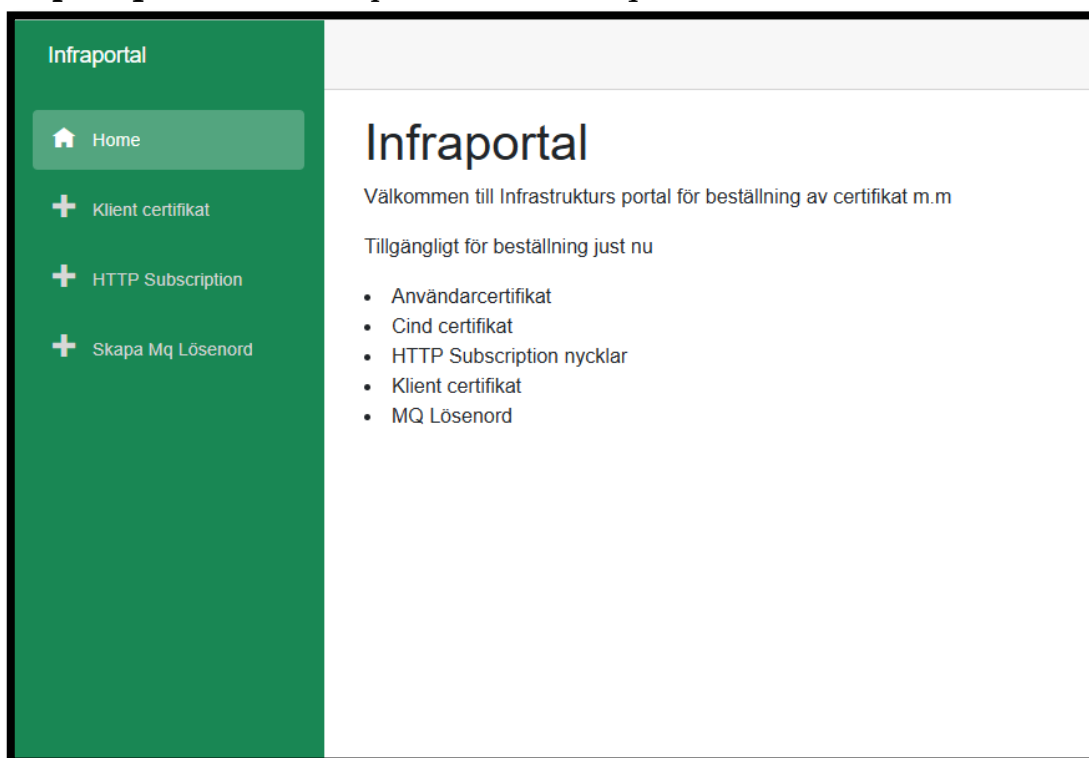 Infraportal
Home
Klient certifikat
HTTP Subscription
Skapa Mq Lösenord
Infraportal
Välkommen till Infrastrukturs portal för beställning av certifikat m.m
Tillgängligt för beställning just nu
Användarcertifikat
Cind certifikat
HTTP Subscription nycklar
Klient certifikat
MQ Lösenord